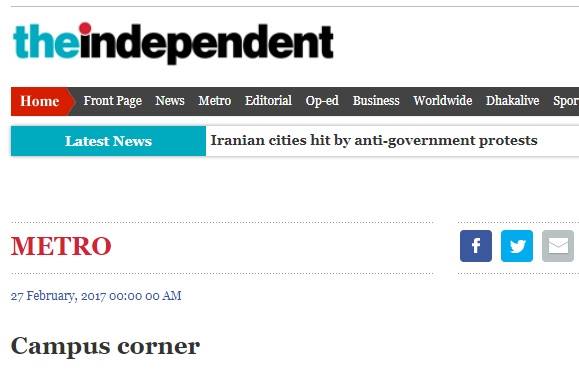 theindependent
Home Front Page News Metro Editorial Op-ed Business Worldwide Dhakalive Spor
Latest News Iranian cities hit by anti-government protests
METRO
27 February, 2017 00:00 00 AM
Campus corner